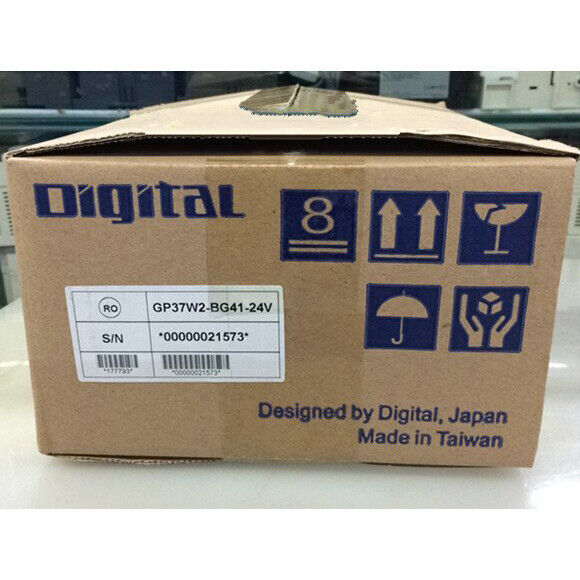 Digital
8
RO
GP37W2-BG41-24V
S/N
*00000021573*
*177793*
*00000021573*
Designed by Digital, Japan
Made in Taiwan